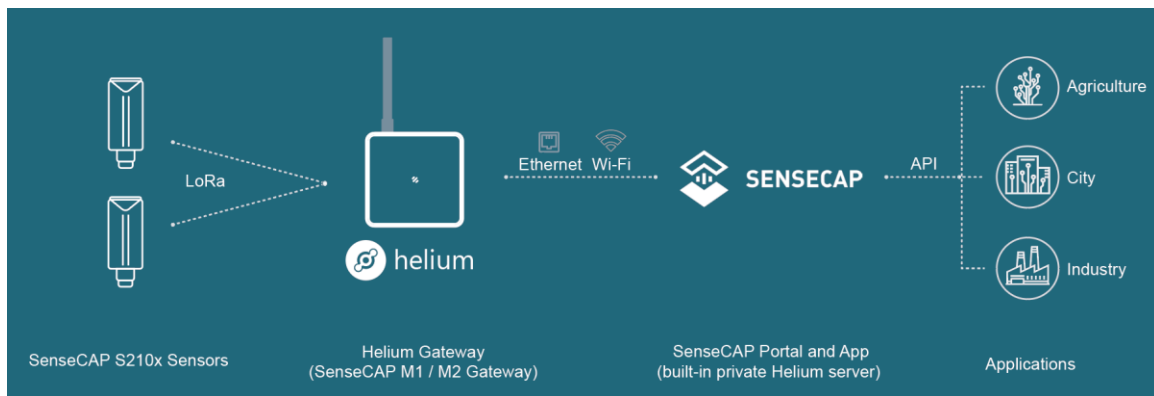 LoRa
helium
Ethernet Wi-Fi
SENSECAP
API
Agriculture
City
Industry
SenseCAP S210x Sensors
Helium Gateway
(SenseCAP M1 / M2 Gateway)
SenseCAP Portal and App
(built-in private Helium server)
Applications